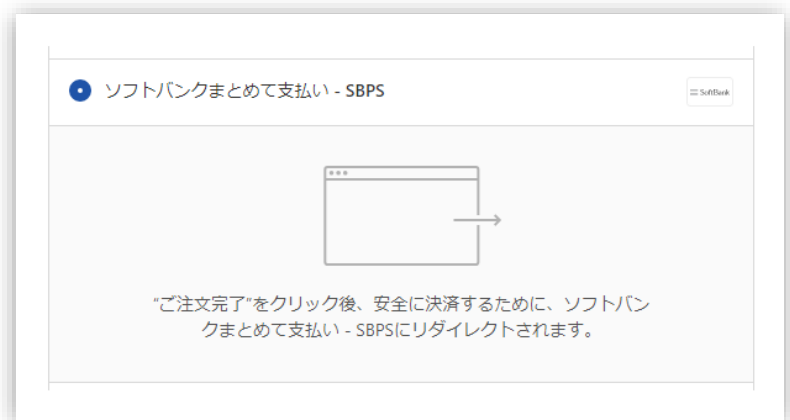 ソフトバンクまとめて支払い - SBPS
SoftBank
“ご注文完了”をクリック後、安全に決済するために、ソフトバン
クまとめて支払い - SBPSにリダイレクトされます。